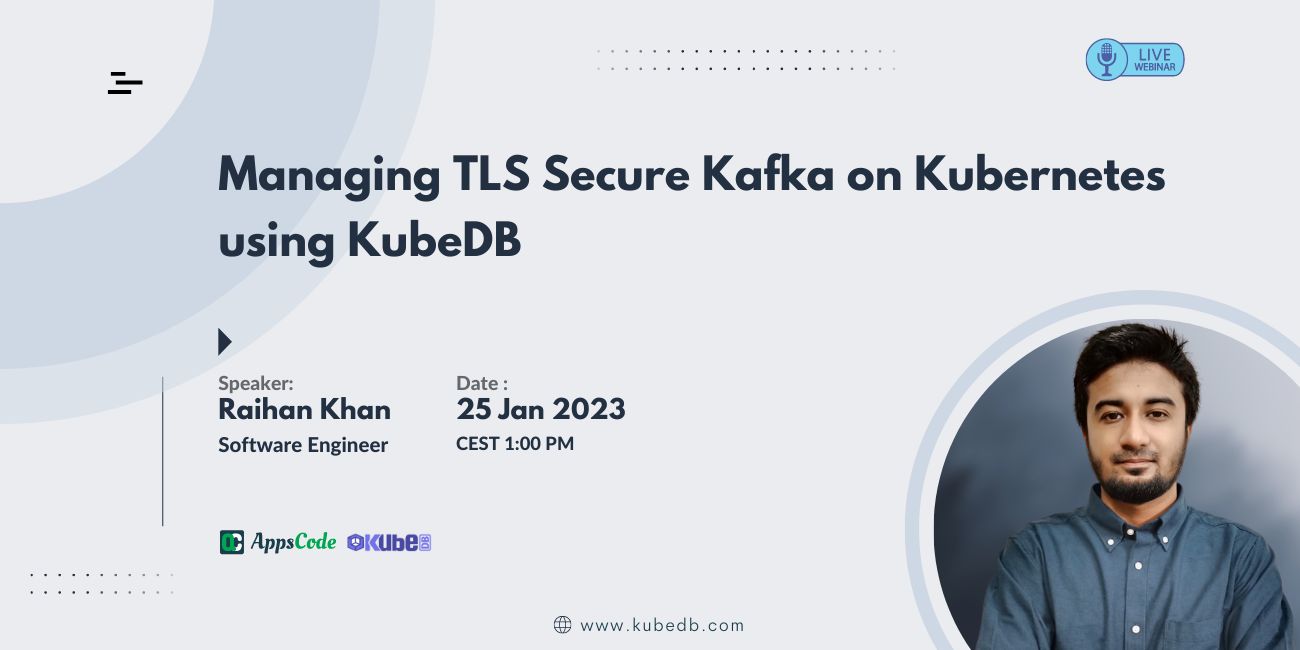 LIVE
WEBINAR
Managing TLS Secure Kafka on Kubernetes
using KubeDB
Speaker:
Raihan Khan
Software Engineer
Date :
25 Jan 2023
CEST 1:00 PM
AppsCode
KubeDB
www.kubedb.com